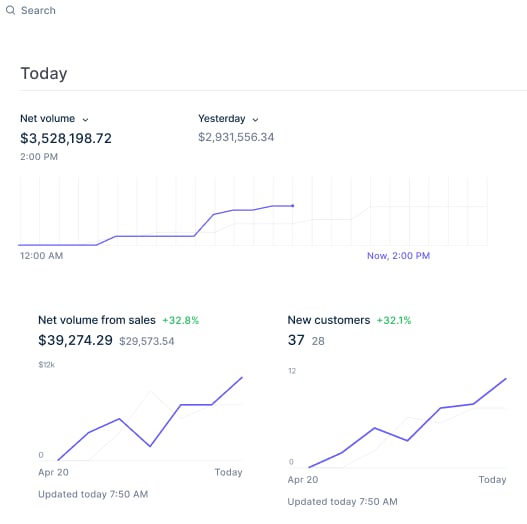 Search
Today
Net volume
Yesterday
$3,528,198.72
$2,931,556.34
2:00 PM
12:00 AM
Now, 2:00 PM
Net volume from sales +32.8%
$39,274.29 $29,573.54
$12k
0
Apr 20
Today
Updated today 7:50 AM
New customers +32.1%
37 28
12
0
Apr 20
Today
Updated today 7:50 AM